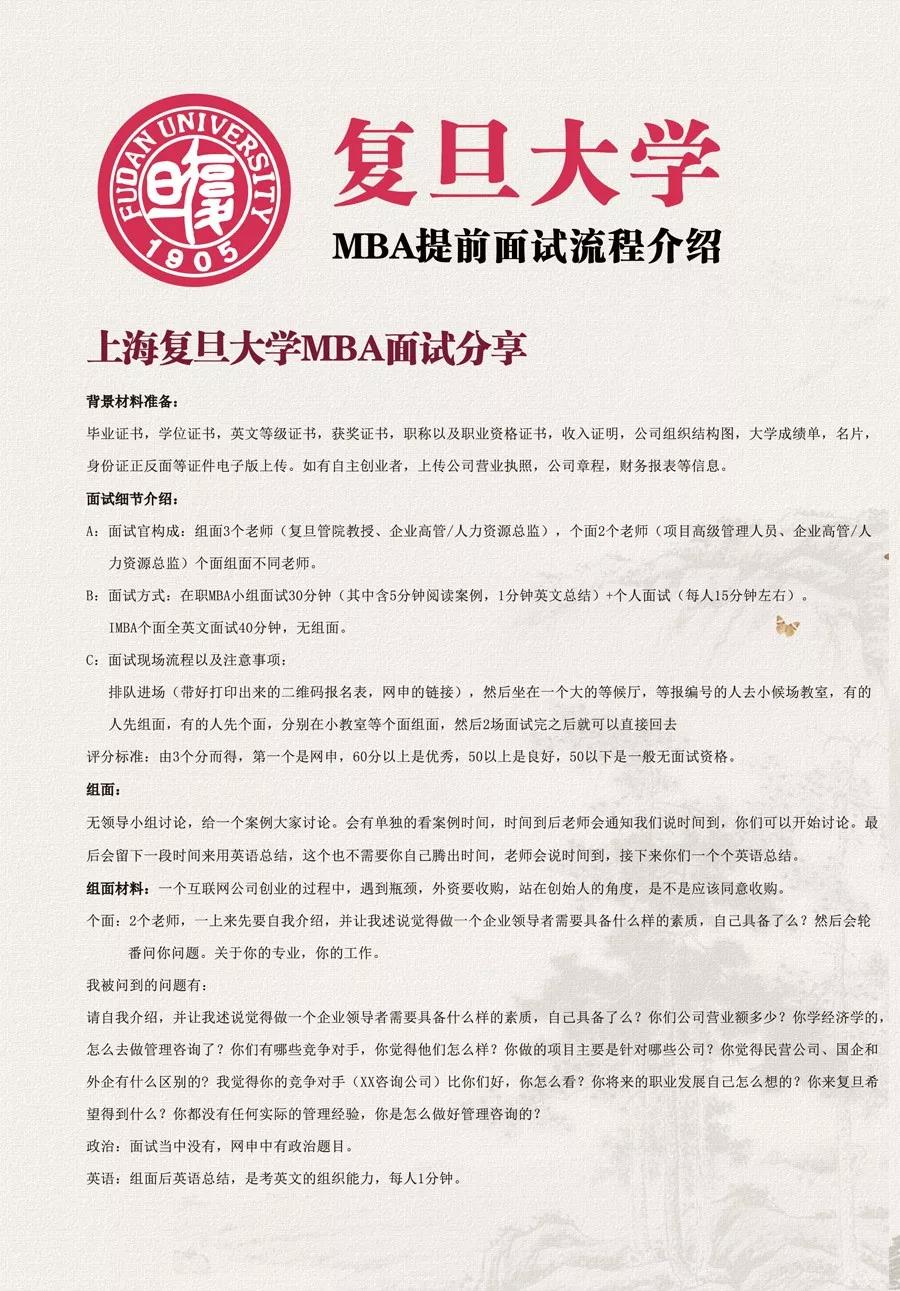 FUDAN UNIVERSITY
1905
复旦大学
MBA提前面试流程介绍
上海复旦大学MBA面试分享
背景材料准备：
毕业证书，学位证书，英文等级证书，获奖证书，职称以及职业资格证书，收入证明，公司组织结构图，大学成绩单，名片，
身份证正反面等证件电子版上传。如有自主创业者，上传公司营业执照，公司章程，财务报表等信息。
面试细节介绍：
A：面试官构成：组面3个老师（复旦管院教授、企业高管/人力资源总监），个面2个老师（项目高级管理人员、企业高管/人
力资源总监）个面组面不同老师。
B：面试方式：在职MBA小组面试30分钟（其中含5分钟阅读案例，1分钟英文总结）+个人面试（每人15分钟左右）。
IMBA个面全英文面试40分钟，无组面。
C：面试现场流程以及注意事项：
排队进场（带好打印出来的二维码报名表，网申的链接），然后坐在一个大的等候厅，等报编号的人去小候场教室，有的
人先组面，有的人先个面，分别在小教室等个面组面，然后2场面试完之后就可以直接回去
评分标准：由3个分而得，第一个是网申，60分以上是优秀，50以上是良好，50以下是一般无面试资格。
组面：
无领导小组讨论，给一个案例大家讨论。会有单独的看案例时间，时间到后老师会通知我们说时间到，你们可以开始讨论。最
后会留下一段时间来用英语总结，这个也不需要你自己腾出时间，老师会说时间到，接下来你们一个个英语总结。
组面材料：一个互联网公司创业的过程中，遇到瓶颈，外资要收购，站在创始人的角度，是不是应该同意收购。
个面：2个老师，一上来先要自我介绍，并让我述说觉得做一个企业领导者需要具备什么样的素质，自己具备了么？然后会轮
番问你问题。关于你的专业，你的工作。
我被问到的问题有：
请自我介绍，并让我述说觉得做一个企业领导者需要具备什么样的素质，自己具备了么？你们公司营业额多少？你学经济学的，
怎么去做管理咨询了？你们有哪些竞争对手，你觉得他们怎么样？你做的项目主要是针对哪些公司？你觉得民营公司、国企和
外企有什么区别的？我觉得你的竞争对手（XX咨询公司）比你们好，你怎么看？你将来的职业发展自己怎么想的？你来复旦希
望得到什么？你都没有任何实际的管理经验，你是怎么做好管理咨询的？
政治：面试当中没有，网申中有政治题目。
英语：组面后英语总结，是考英文的组织能力，每人1分钟。